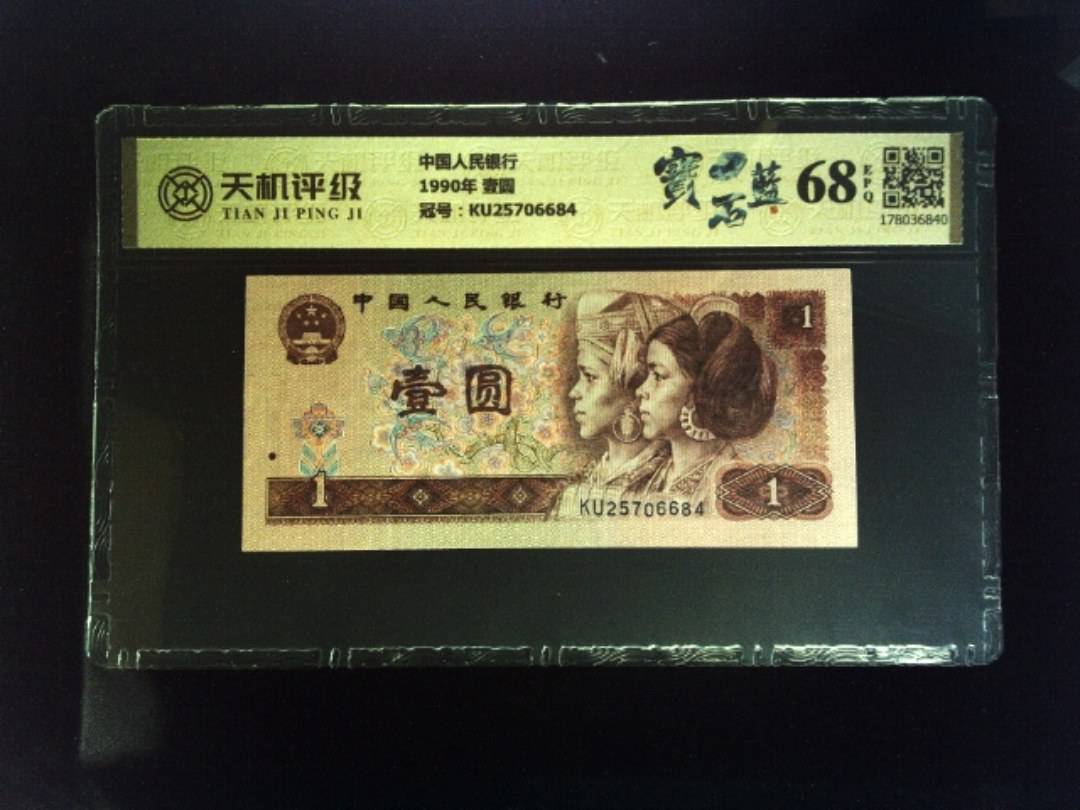 天机评级
TIAN JI PING JI
中国人民银行
1990年 壹圆
冠号：KU25706684
寶石蓝
68
EPQ
178036840
中国人民银行
1
壹圆
1
KU25706684
1